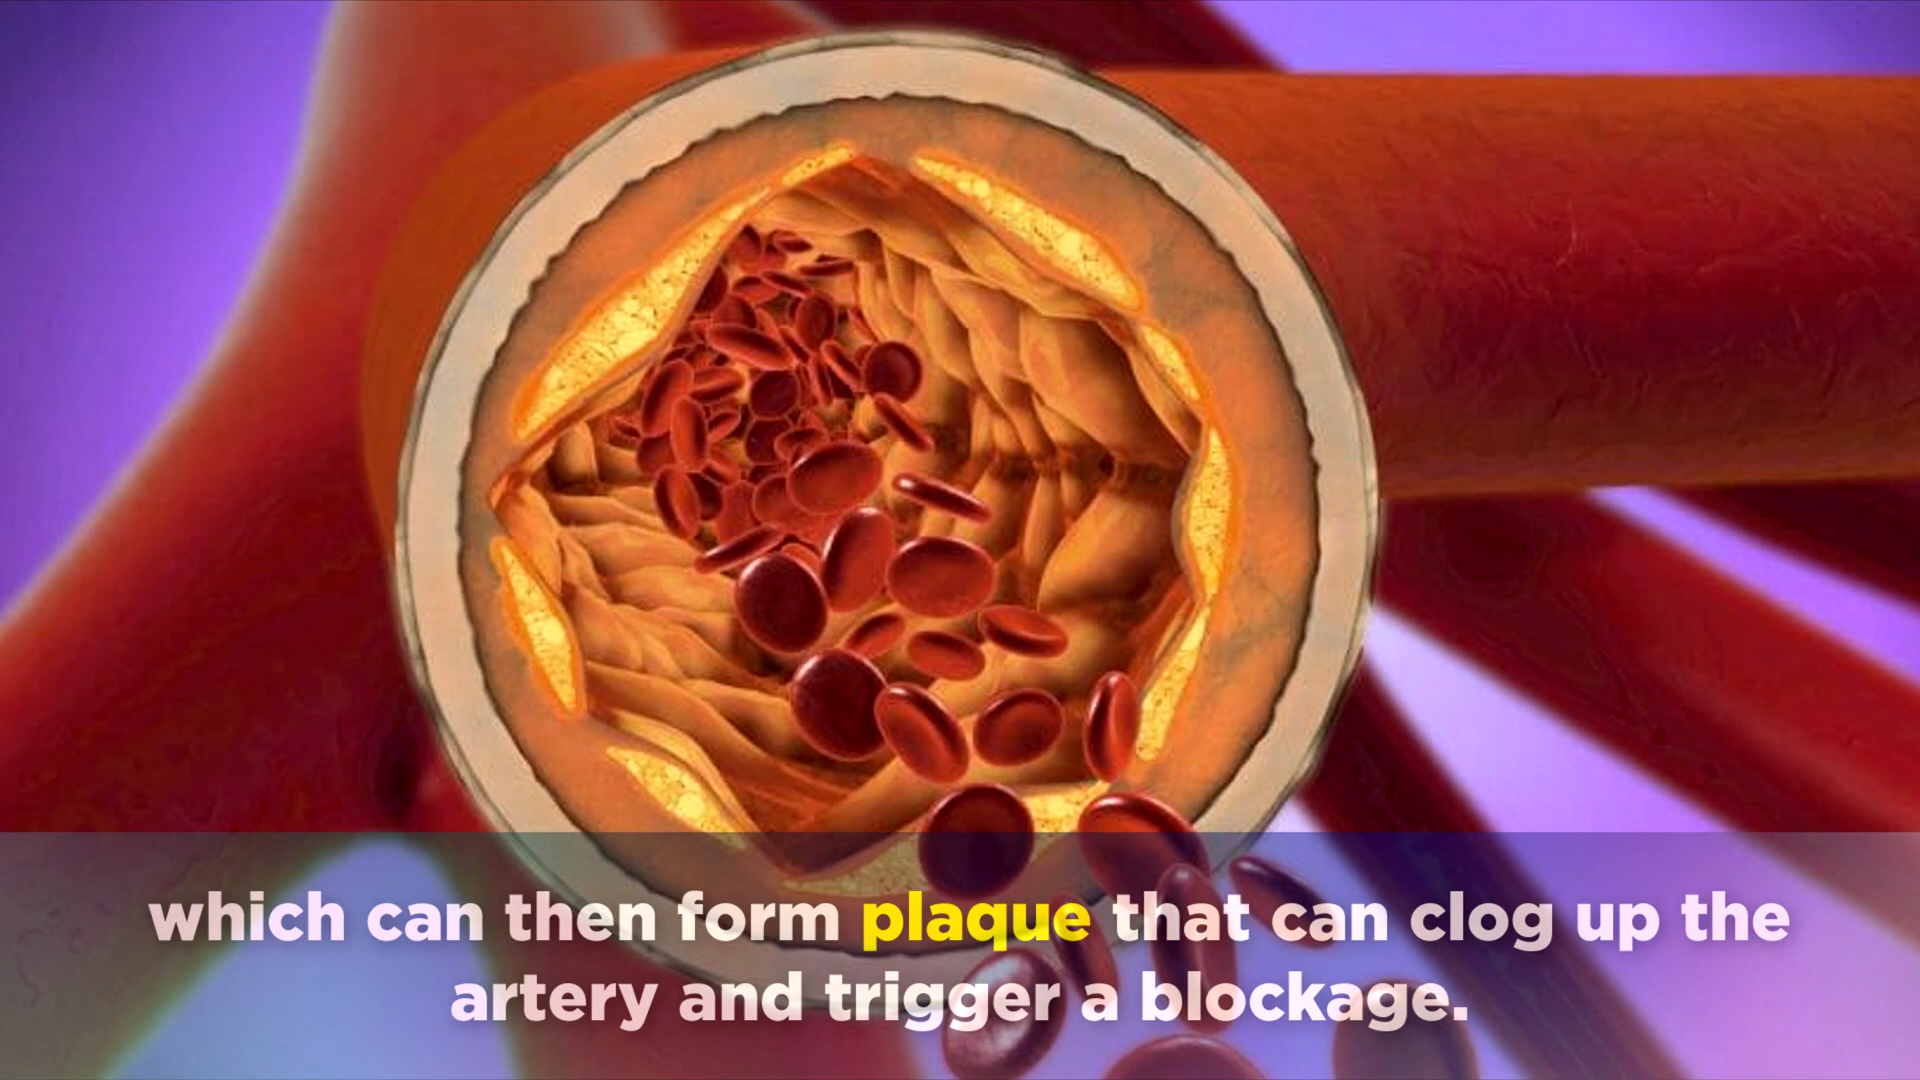 which can then form plaque that can clog up the
artery and trigger a blockage.